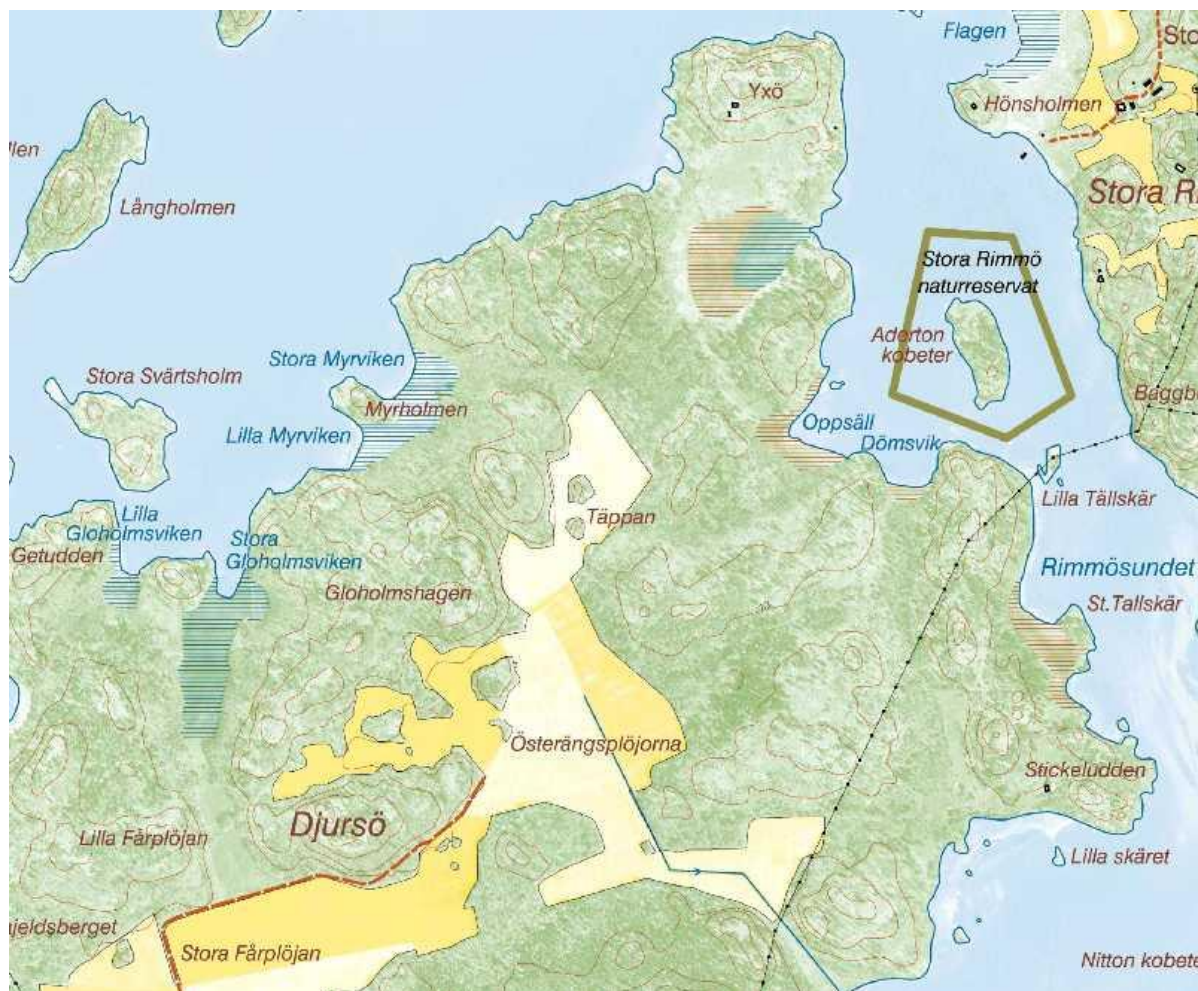 Flagen
Sto
Yxö
Hönsholmen
llen
Långholmen
Stora R
Stora Rimmö
naturreservat
Aderton
kobeter
Stora Myrviken
Stora Svärtsholm
Myrholmen
Lilla Myrviken
Oppsäll
Dömsvik
Lilla Tällskär
Täppan
Lilla
Gloholmsviken
Getudden
Stora
Gloholmsviken
Gloholmshagen
Rimmösundet
St.Tallskär
Österängsplöjorna
Stickeludden
Djursö
Lilla Fårplöjan
Lilla skäret
jeldsberget
Stora Fårplöjan
Nitton kobete